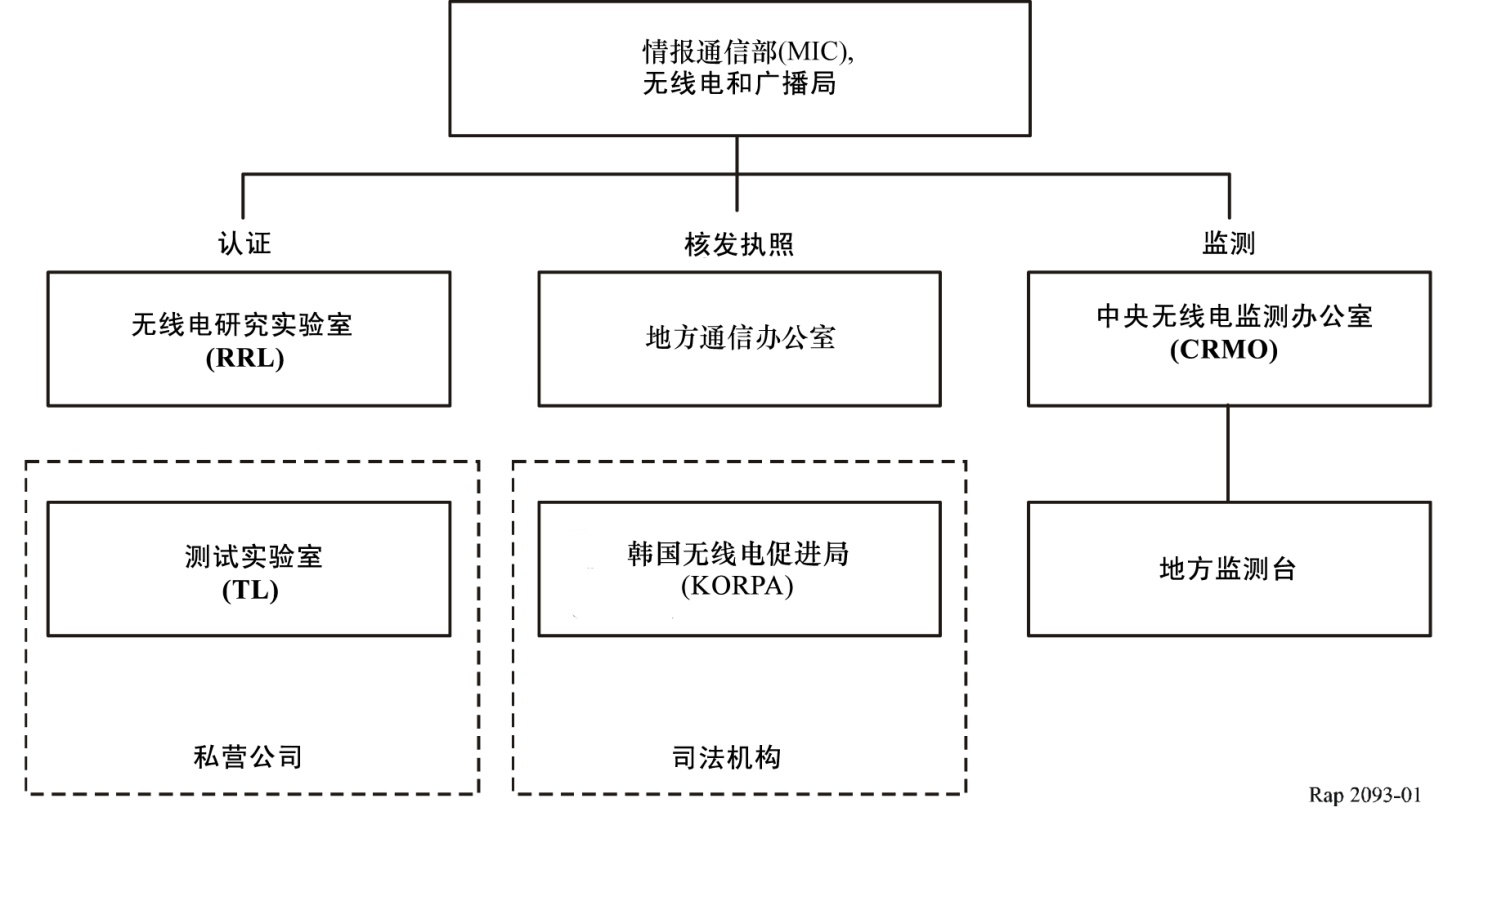 情报通信部(MIC),
无线电和广播局
认证
核发执照
监测
无线电研究实验室
(RRL)
地方通信办公室
中央无线电监测办公室
(CRMO)
测试实验室
(TL)
韩国无线电促进局
(KORPA)
地方监测台
私营公司
司法机构
Rap 2093-01